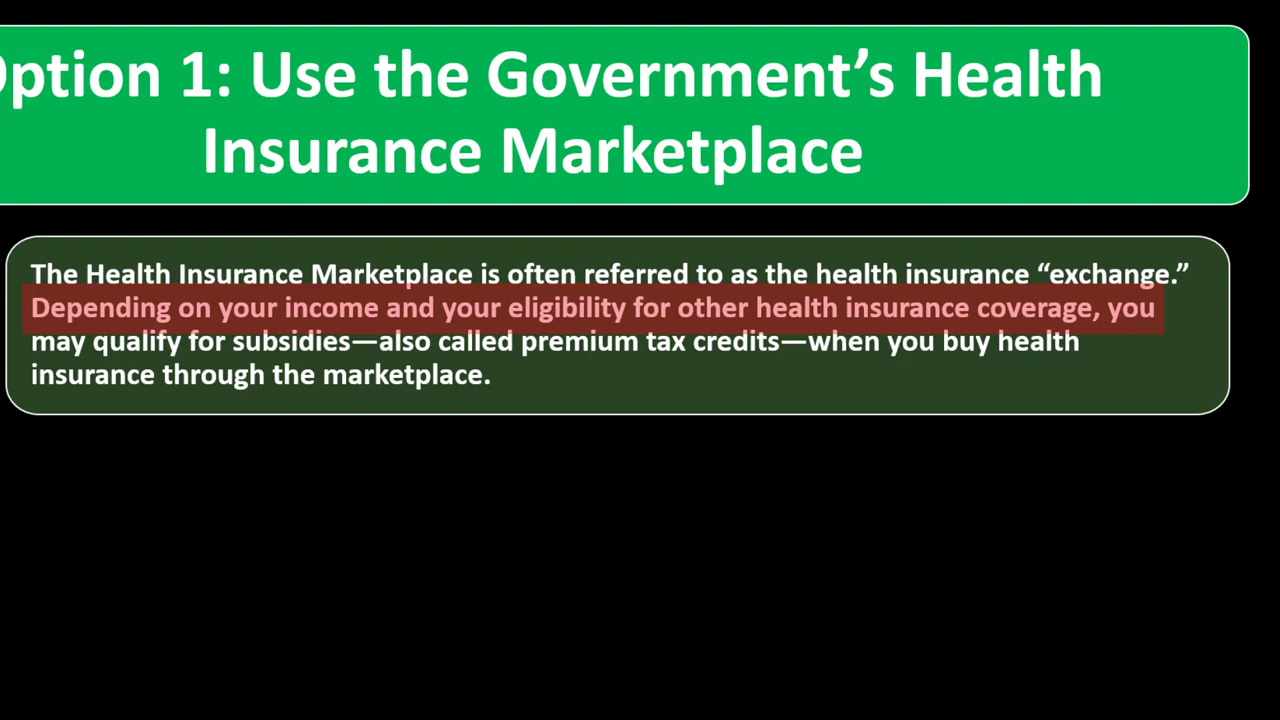 Option 1: Use the Government’s Health
Insurance Marketplace
The Health Insurance Marketplace is often referred to as the health insurance “exchange.”
Depending on your income and your eligibility for other health insurance coverage, you
may qualify for subsidies—also called premium tax credits—when you buy health
insurance through the marketplace.